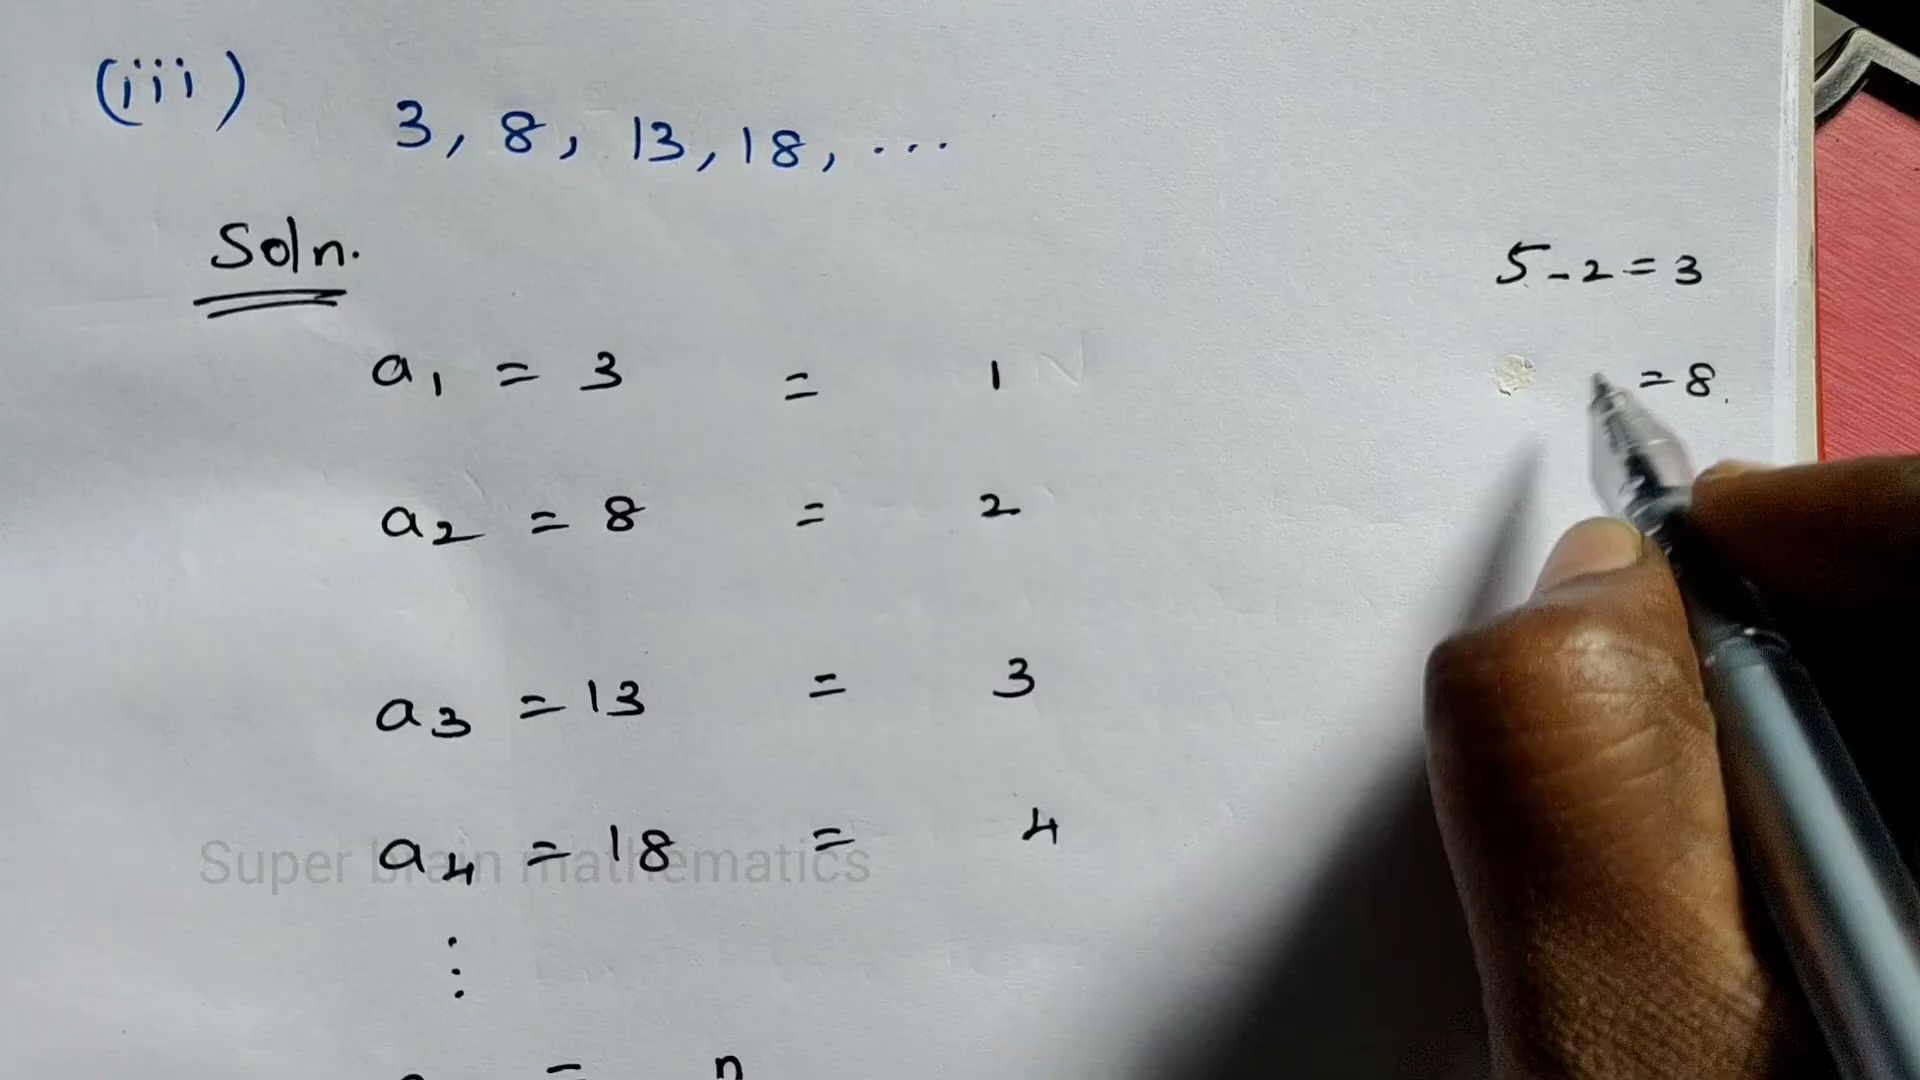 (iii) 3, 8, 13, 18, ...
Soln.
5 - 2 = 3
a1 = 3 = 1
= 8
a2 = 8 = 2
a3 = 13 = 3
a4 = 18 = 4
Super brain mathematics
⋮
= n